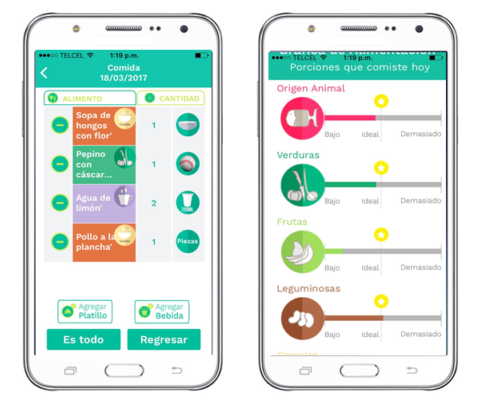 TELCEL 1:19 p.m.
Comida
18/03/2017
ALIMENTO CANTIDAD
Sopa de
hongos
con flor'
1
Pepino
con
cáscar...
1
Agua de
limón'
2
Pollo a la
plancha'
1
Piezas
Agregar
Platillo
Agregar
Bebida
Es todo
Regresar
TELCEL 1:19 p.m.
Porciones que comiste hoy
Origen Animal
Bajo Ideal Demasiado
Verduras
Bajo Ideal Demasiado
Frutas
Bajo Ideal Demasiado
Leguminosas
Bajo Ideal Demasiado